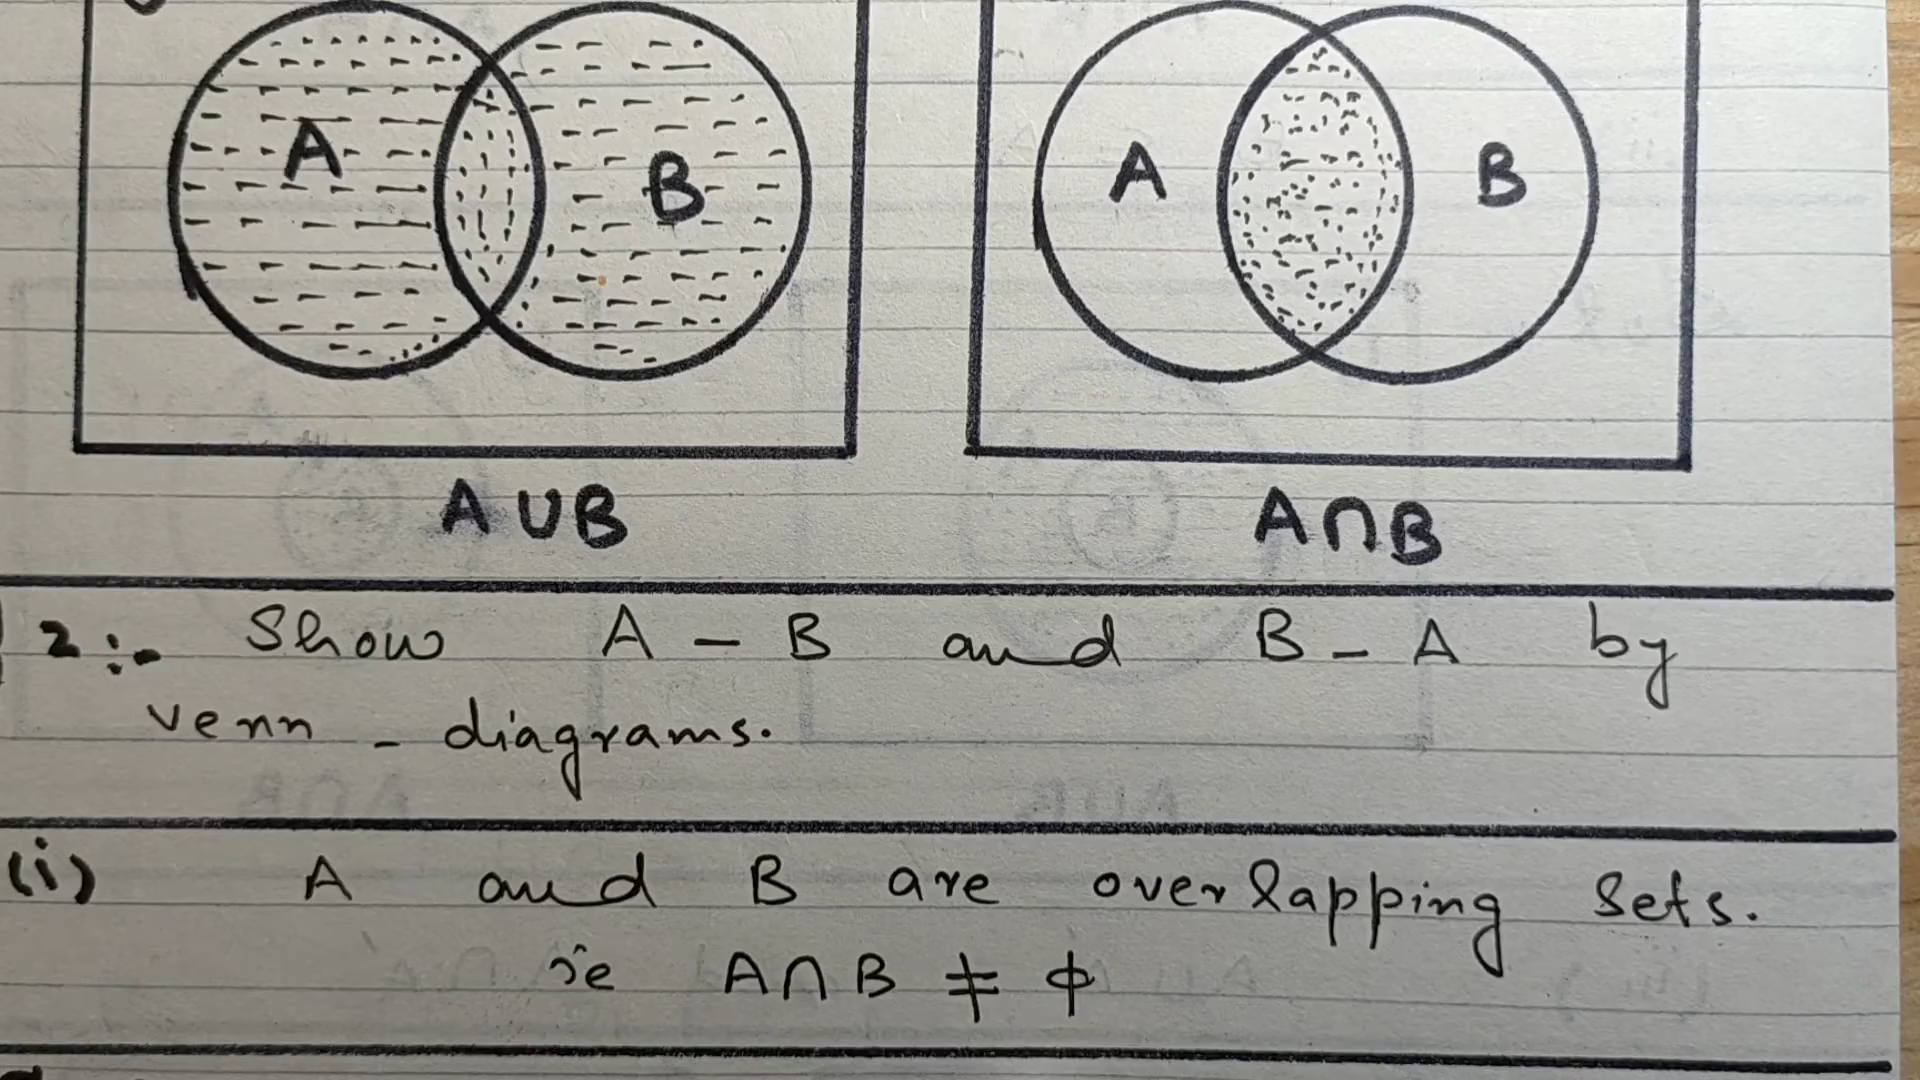 A B A B
A∪B A∩B
2:- Show A - B and B - A by
venn - diagrams.
(i) A and B are overlapping Sets.
ie A∩B ≠ ϕ